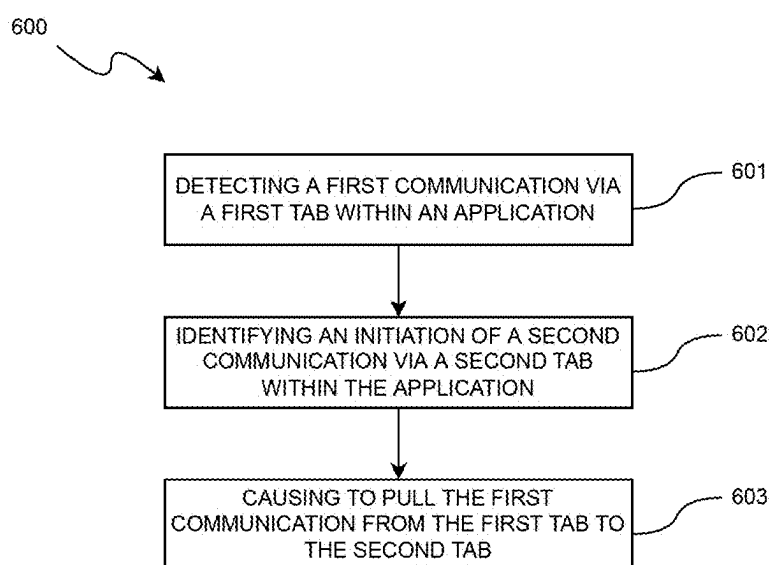 600
DETECTING A FIRST COMMUNICATION VIA
A FIRST TAB WITHIN AN APPLICATION
601
IDENTIFYING AN INITIATION OF A SECOND
COMMUNICATION VIA A SECOND TAB
WITHIN THE APPLICATION
602
CAUSING TO PULL THE FIRST
COMMUNICATION FROM THE FIRST TAB TO
THE SECOND TAB
603